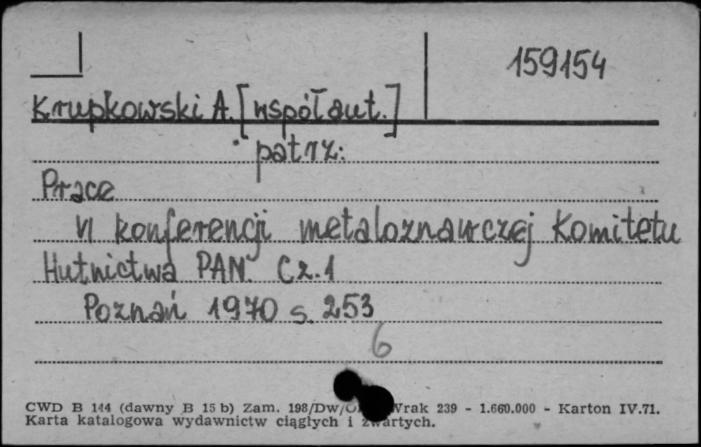 159154
Krupkowski A. [współaut.]
patrz:
Prace
VI konferencji metaloznawczej Komitetu
Hutnictwa PAN. Cz.1
Poznań 1970 s. 253
6
CWD B 144 (dawny B 15 b) Zam. 198/Dw/ Wrak 239 - 1.660.000 - Karton IV.71.
Karta katalogowa wydawnictw ciągłych i zwartych.